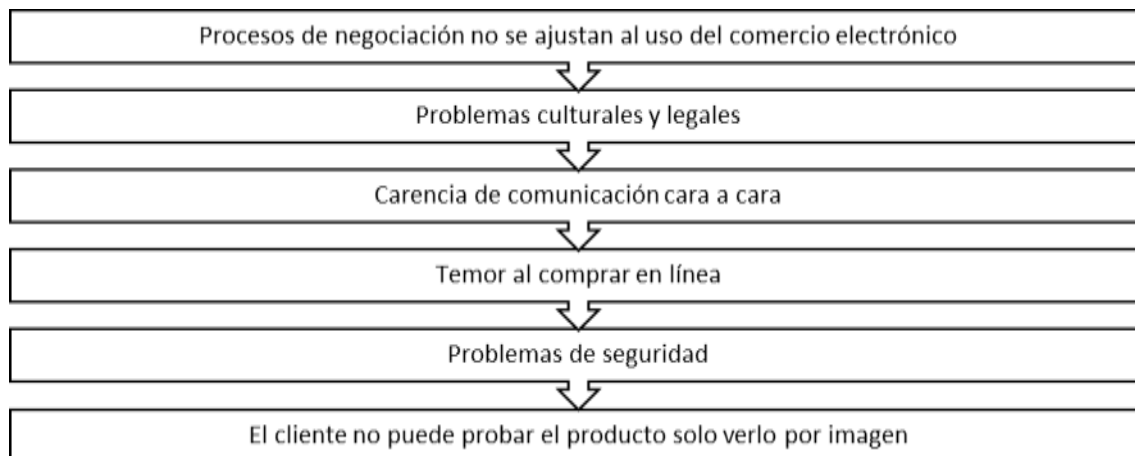 Procesos de negociación no se ajustan al uso del comercio electrónico
Problemas culturales y legales
Carencia de comunicación cara a cara
Temor al comprar en línea
Problemas de seguridad
El cliente no puede probar el producto solo verlo por imagen